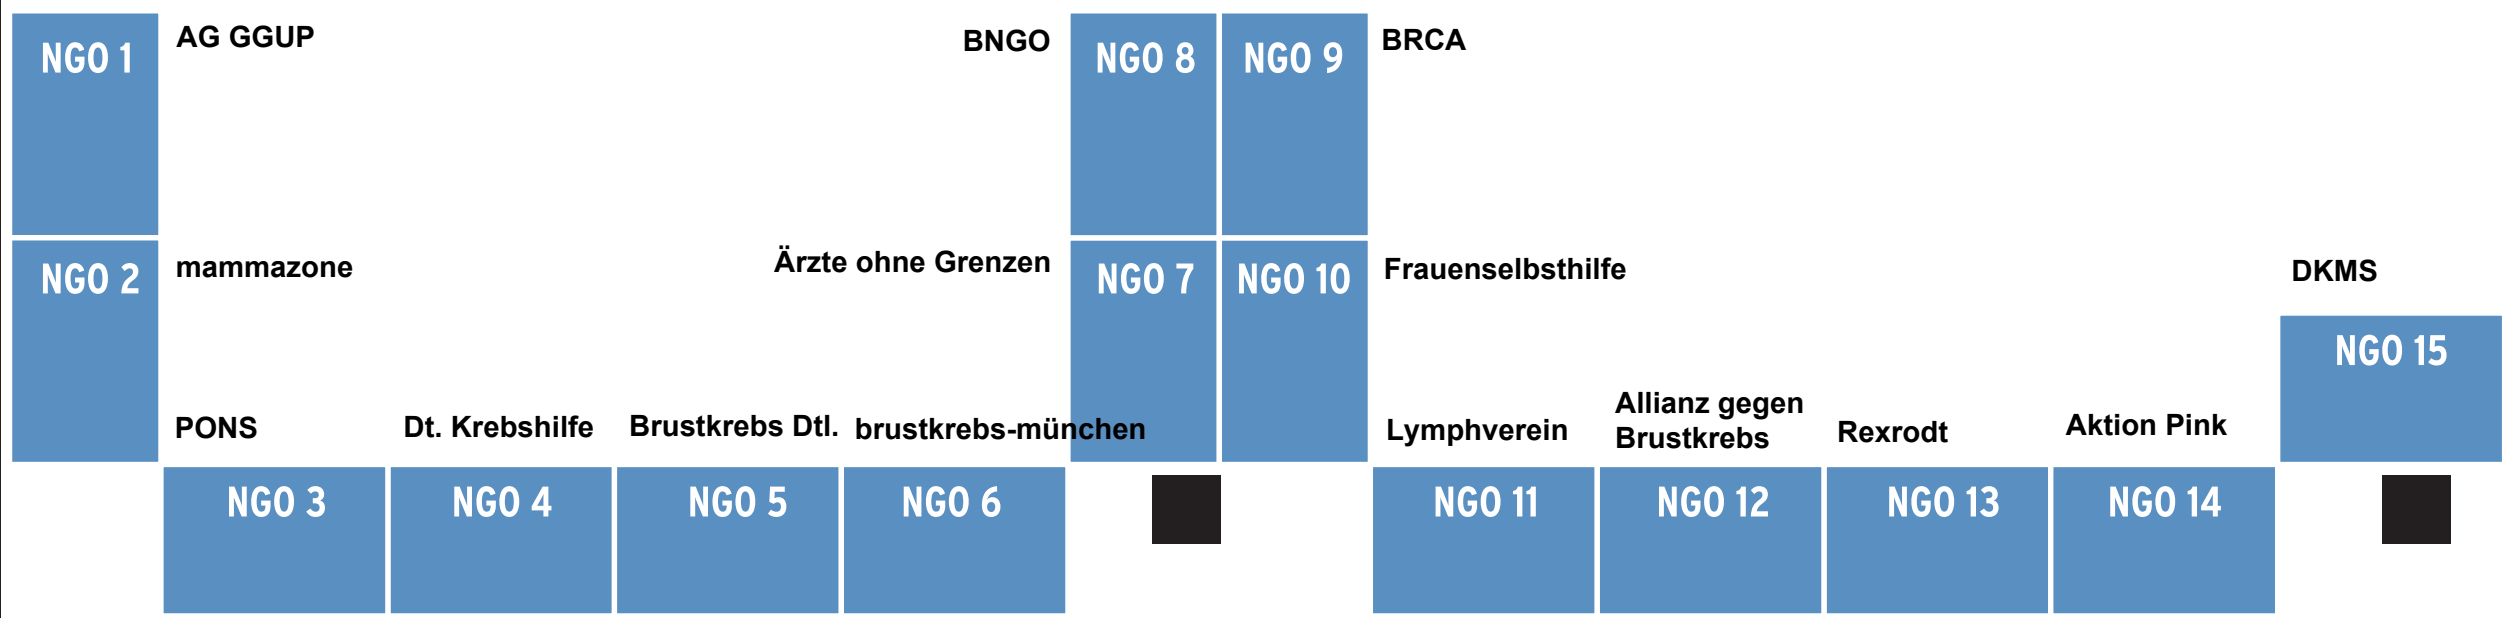 NGO 1
AG GGUP
BNGO
NGO 8
NGO 9
BRCA
NGO 2
mammazone
Ärzte ohne Grenzen
NGO 7
NGO 10
Frauenselbsthilfe
DKMS
NGO 15
PONS
Dt. Krebshilfe
Brustkrebs Dtl.
brustkrebs-münchen
Lymphverein
Allianz gegen
Brustkrebs
Rexrodt
Aktion Pink
NGO 3
NGO 4
NGO 5
NGO 6
NGO 11
NGO 12
NGO 13
NGO 14